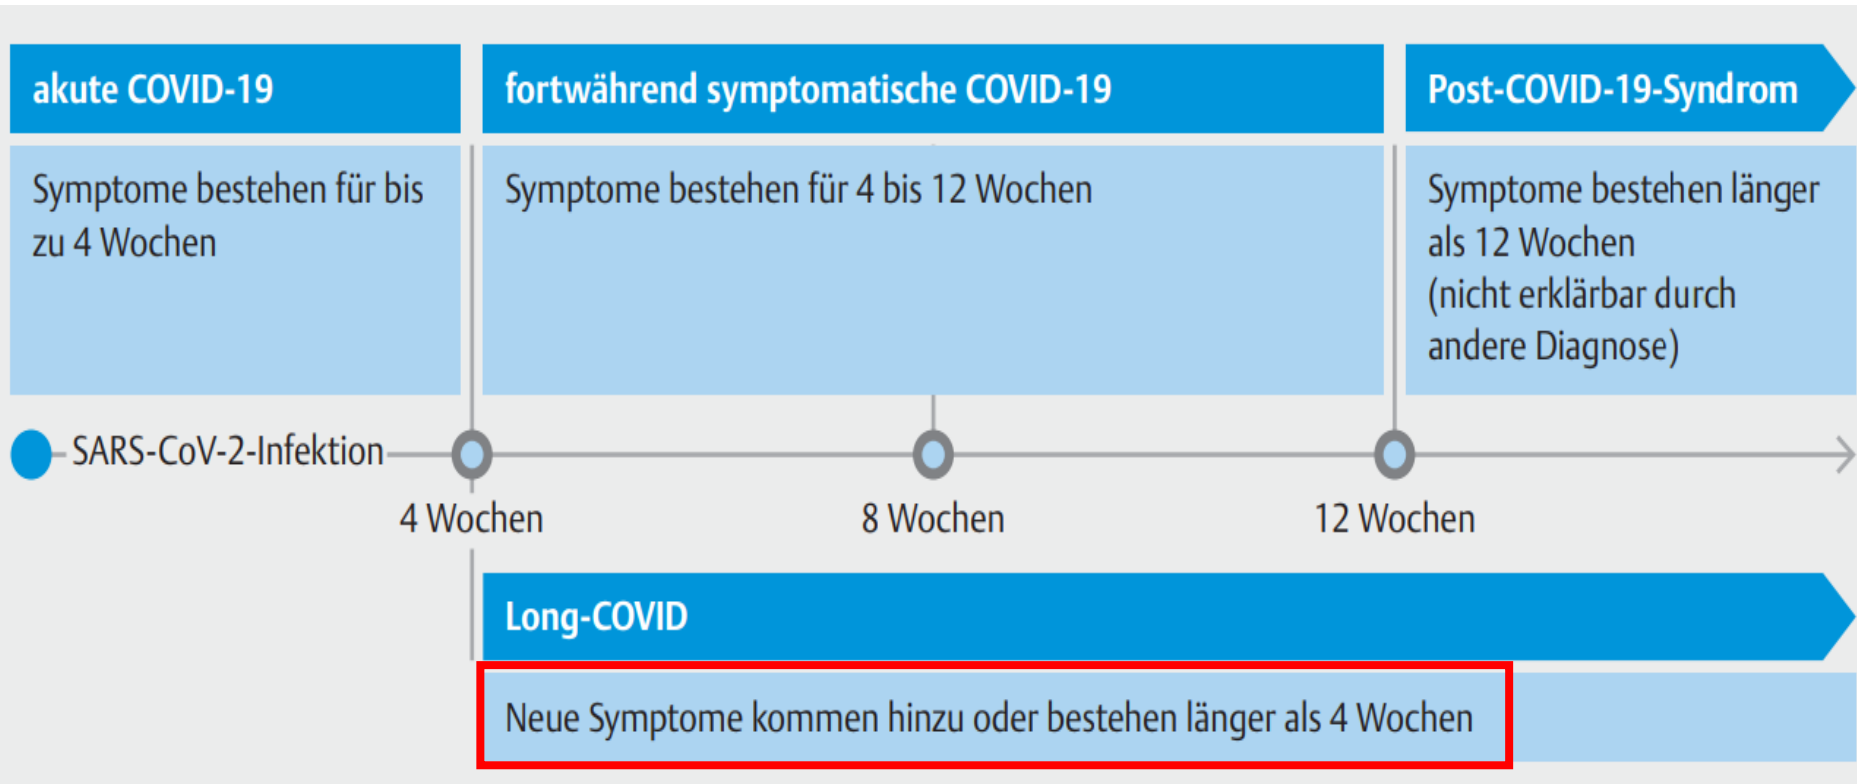 akute COVID-19
Symptome bestehen für bis
zu 4 Wochen
fortwährend symptomatische COVID-19
Symptome bestehen für 4 bis 12 Wochen
Post-COVID-19-Syndrom
Symptome bestehen länger
als 12 Wochen
(nicht erklärbar durch
andere Diagnose)
SARS-CoV-2-Infektion
4 Wochen
8 Wochen
12 Wochen
Long-COVID
Neue Symptome kommen hinzu oder bestehen länger als 4 Wochen